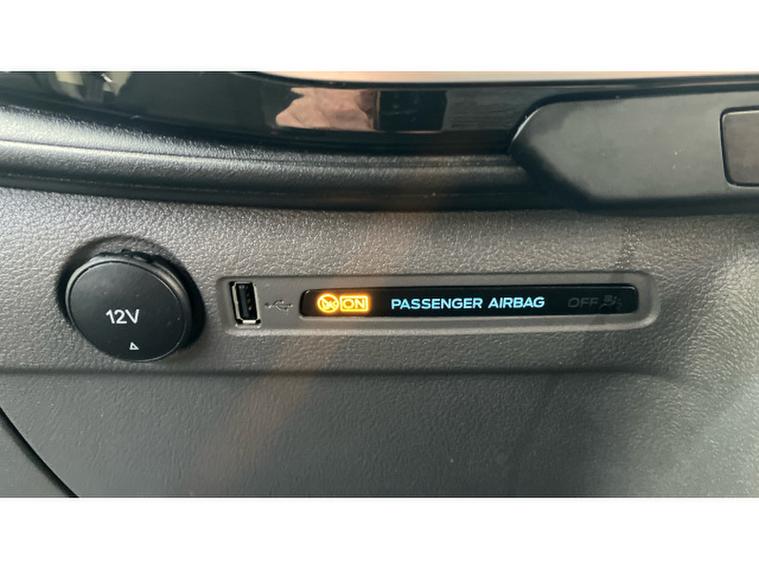 12V
ON PASSENGER AIRBAG OFF